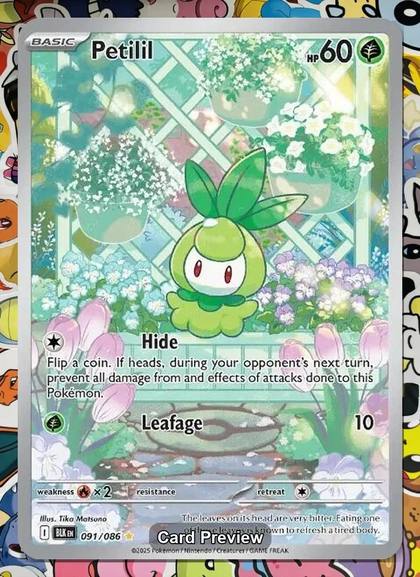 BASIC Petilil HP60
Hide
Flip a coin. If heads, during your opponent's next turn,
prevent all damage from and effects of attacks done to this
Pokémon.
Leafage 10
weakness ×2 resistance retreat
Illus. Tika Matsuno
The leaves on its head are very bitter. Eating one
of these leaves is known to refresh a tired body.
I BLK EN 091/086
Card Preview
©2025 Pokémon / Nintendo / Creatures / GAME FREAK